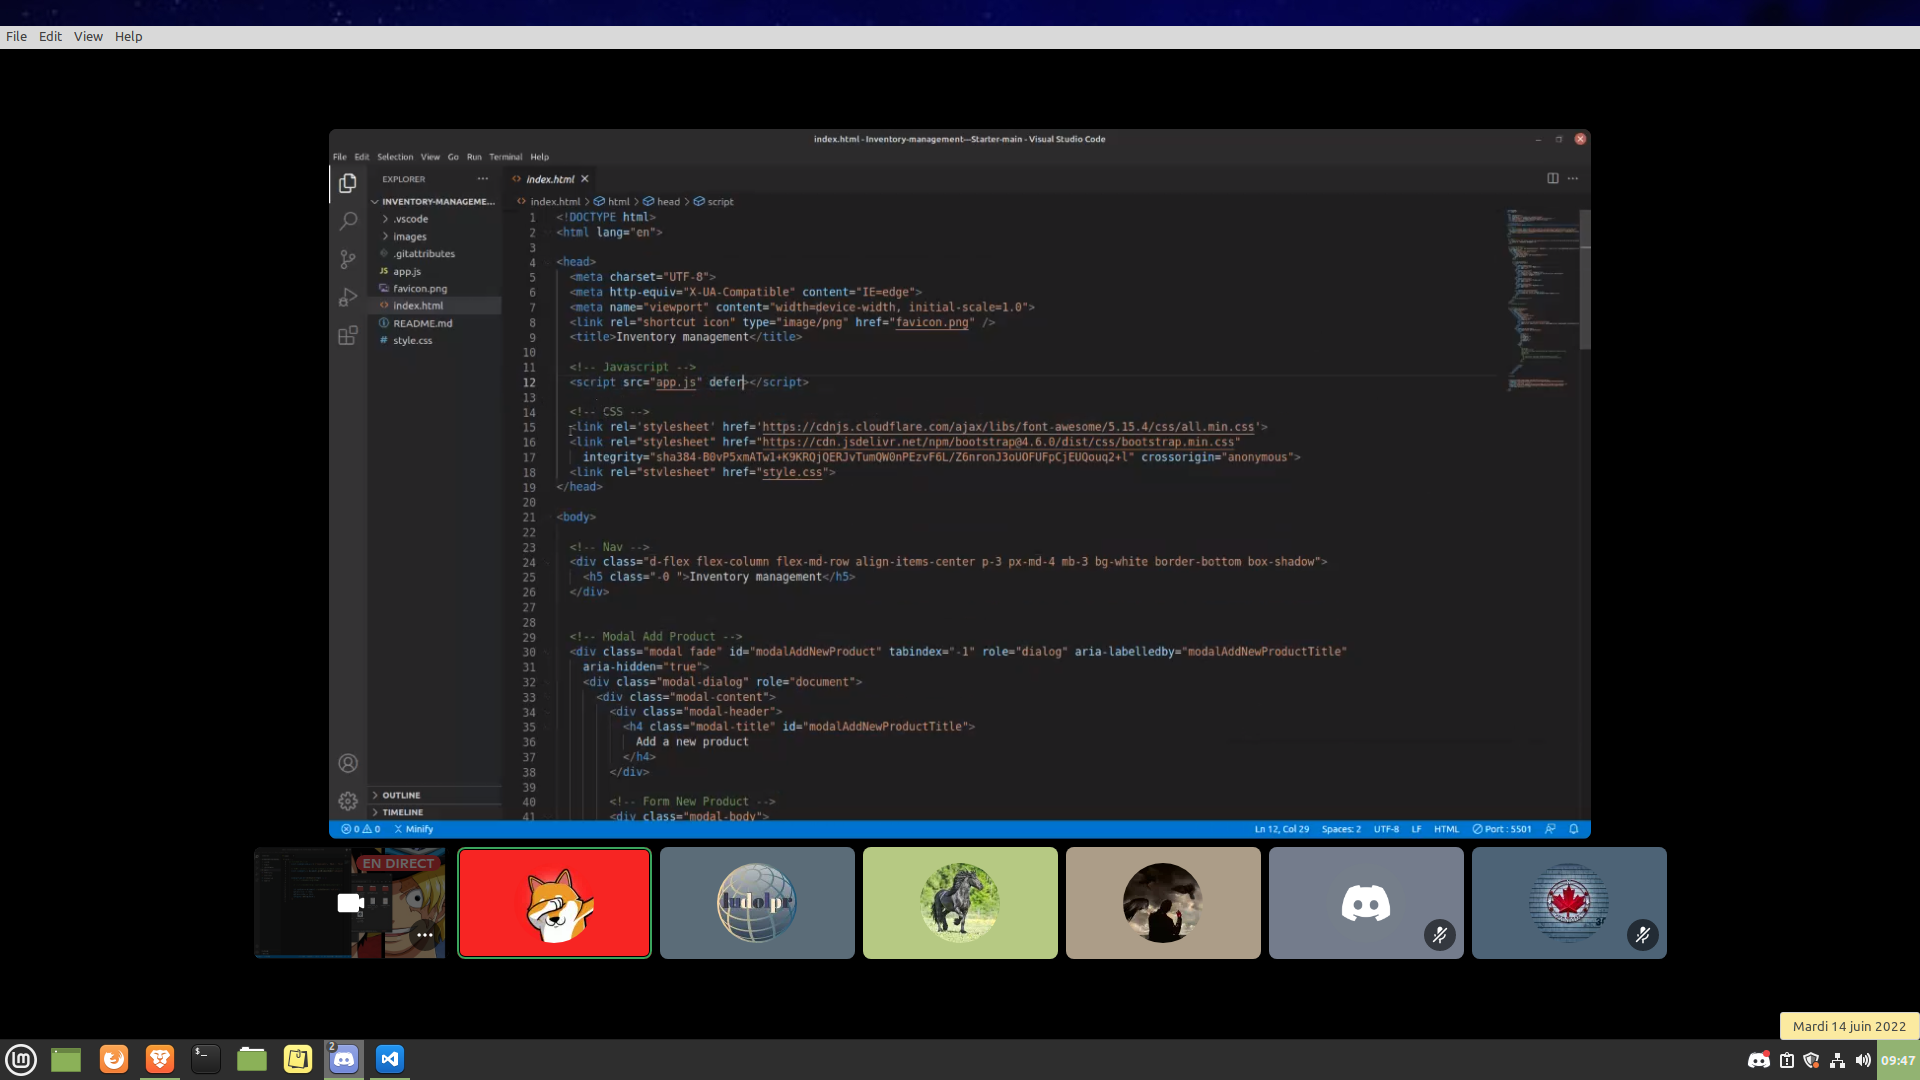 File Edit View Help
index.html - Inventory-management---Starter-main - Visual Studio Code
File Edit Selection View Go Run Terminal Help
EXPLORER
INVENTORY-MANAGEME...
.vscode
images
.gitattributes
JS app.js
favicon.png
<> index.html
README.md
# style.css
OUTLINE
TIMELINE
<> index.html
<> index.html > html > head > script
1 <!DOCTYPE html>
2 <html lang="en">
3
4 <head>
5 <meta charset="UTF-8">
6 <meta http-equiv="X-UA-Compatible" content="IE=edge">
7 <meta name="viewport" content="width=device-width, initial-scale=1.0">
8 <link rel="shortcut icon" type="image/png" href="favicon.png" />
9 <title>Inventory management</title>
10
11 <!-- Javascript -->
12 <script src="app.js" defer></script>
13
14 <!-- CSS -->
15 <link rel='stylesheet' href='https://cdnjs.cloudflare.com/ajax/libs/font-awesome/5.15.4/css/all.min.css'>
16 <link rel="stylesheet" href="https://cdn.jsdelivr.net/npm/bootstrap@4.6.0/dist/css/bootstrap.min.css"
17 integrity="sha384-B0vP5xmATw1+K9KRQjQERJvTumQW0nPEzvF6L/Z6nronJ3oUOFUFpCjEUQouq2+l" crossorigin="anonymous">
18 <link rel="stylesheet" href="style.css">
19 </head>
20
21 <body>
22
23 <!-- Nav -->
24 <div class="d-flex flex-column flex-md-row align-items-center p-3 px-md-4 mb-3 bg-white border-bottom box-shadow">
25 <h5 class="-0 ">Inventory management</h5>
26 </div>
27
28
29 <!-- Modal Add Product -->
30 <div class="modal fade" id="modalAddNewProduct" tabindex="-1" role="dialog" aria-labelledby="modalAddNewProductTitle"
31 aria-hidden="true">
32 <div class="modal-dialog" role="document">
33 <div class="modal-content">
34 <div class="modal-header">
35 <h4 class="modal-title" id="modalAddNewProductTitle">
36 Add a new product
37 </h4>
38 </div>
39
40 <!-- Form New Product -->
41 <div class="modal-body">
0 0 Minify
Ln 12, Col 29 Spaces: 2 UTF-8 LF HTML Port : 5501
EN DIRECT
ludolpr
Mardi 14 juin 2022
2
09:47